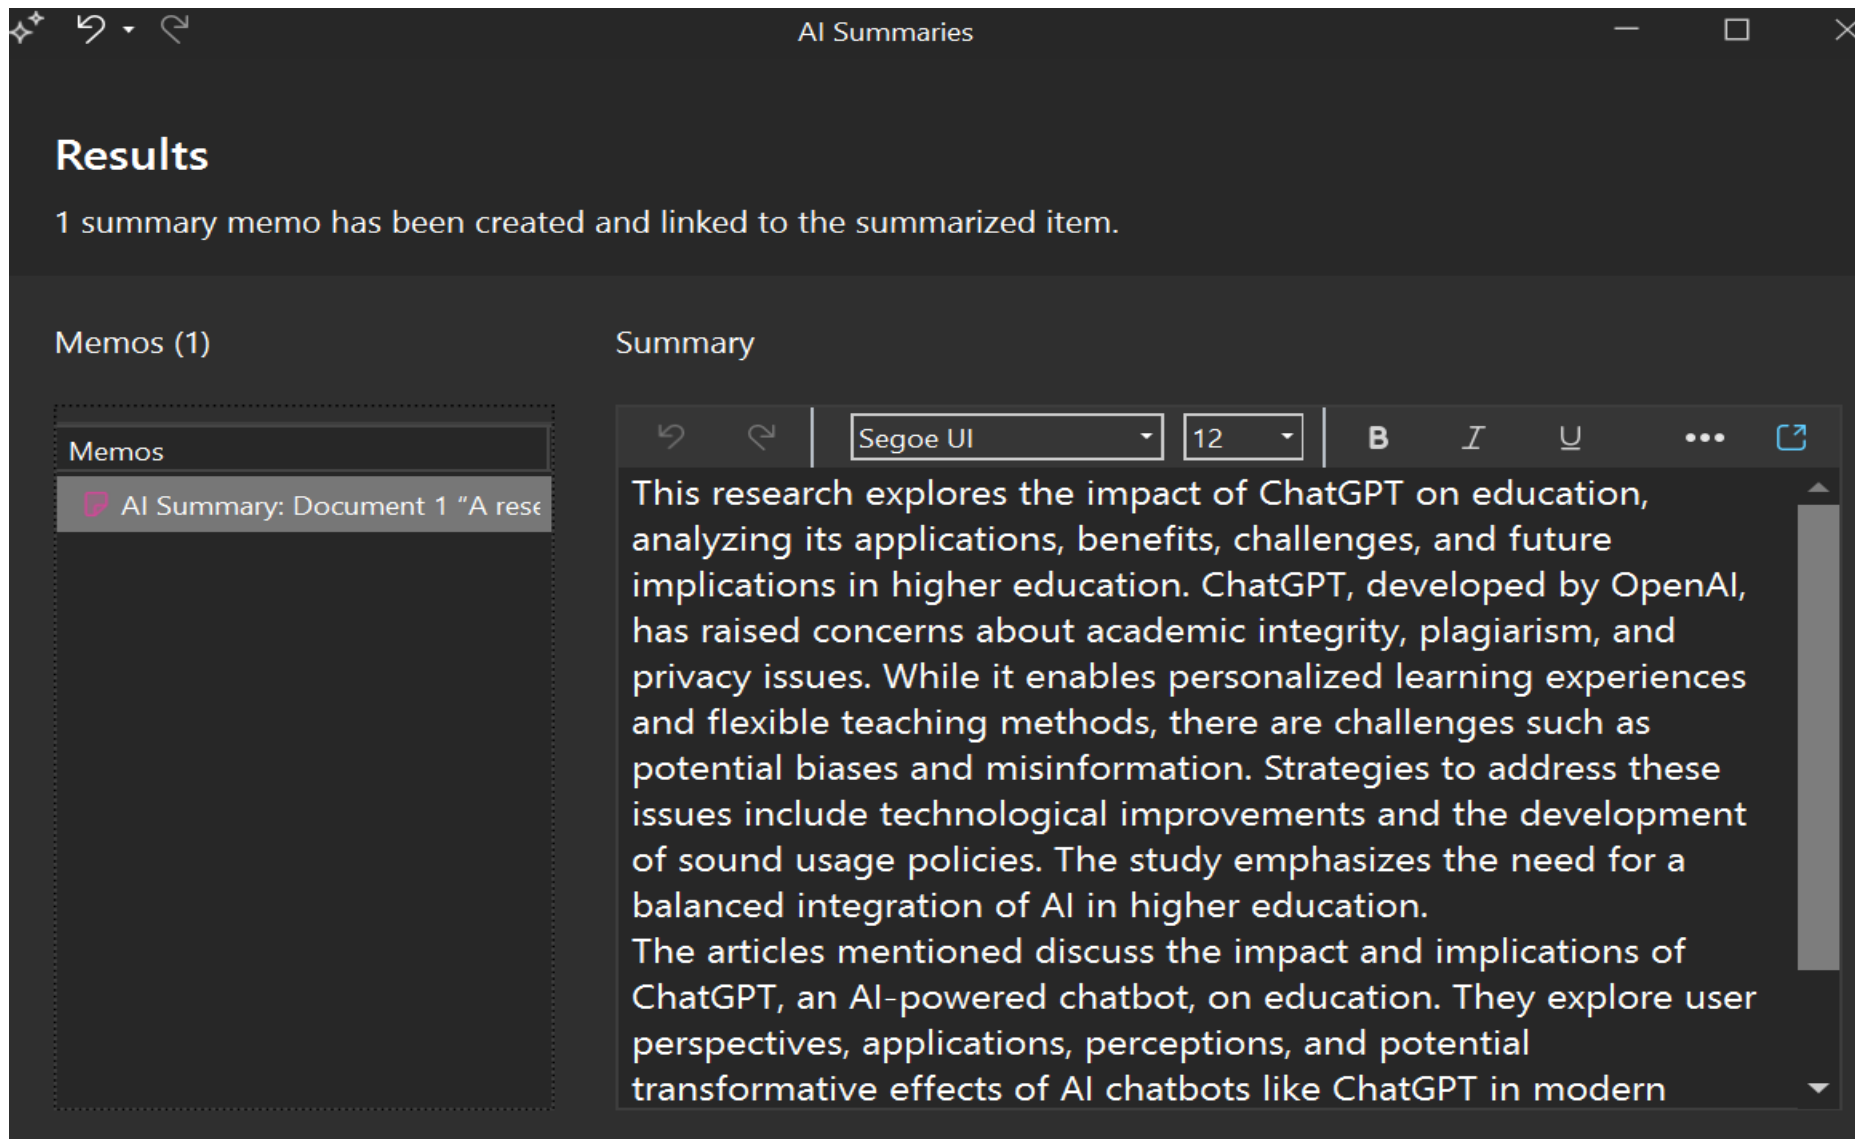 AI Summaries
Results
1 summary memo has been created and linked to the summarized item.
Memos (1)
Summary
Memos
AI Summary: Document 1 “A rese
Segoe UI
12
B
I
U
This research explores the impact of ChatGPT on education,
analyzing its applications, benefits, challenges, and future
implications in higher education. ChatGPT, developed by OpenAI,
has raised concerns about academic integrity, plagiarism, and
privacy issues. While it enables personalized learning experiences
and flexible teaching methods, there are challenges such as
potential biases and misinformation. Strategies to address these
issues include technological improvements and the development
of sound usage policies. The study emphasizes the need for a
balanced integration of AI in higher education.
The articles mentioned discuss the impact and implications of
ChatGPT, an AI-powered chatbot, on education. They explore user
perspectives, applications, perceptions, and potential
transformative effects of AI chatbots like ChatGPT in modern